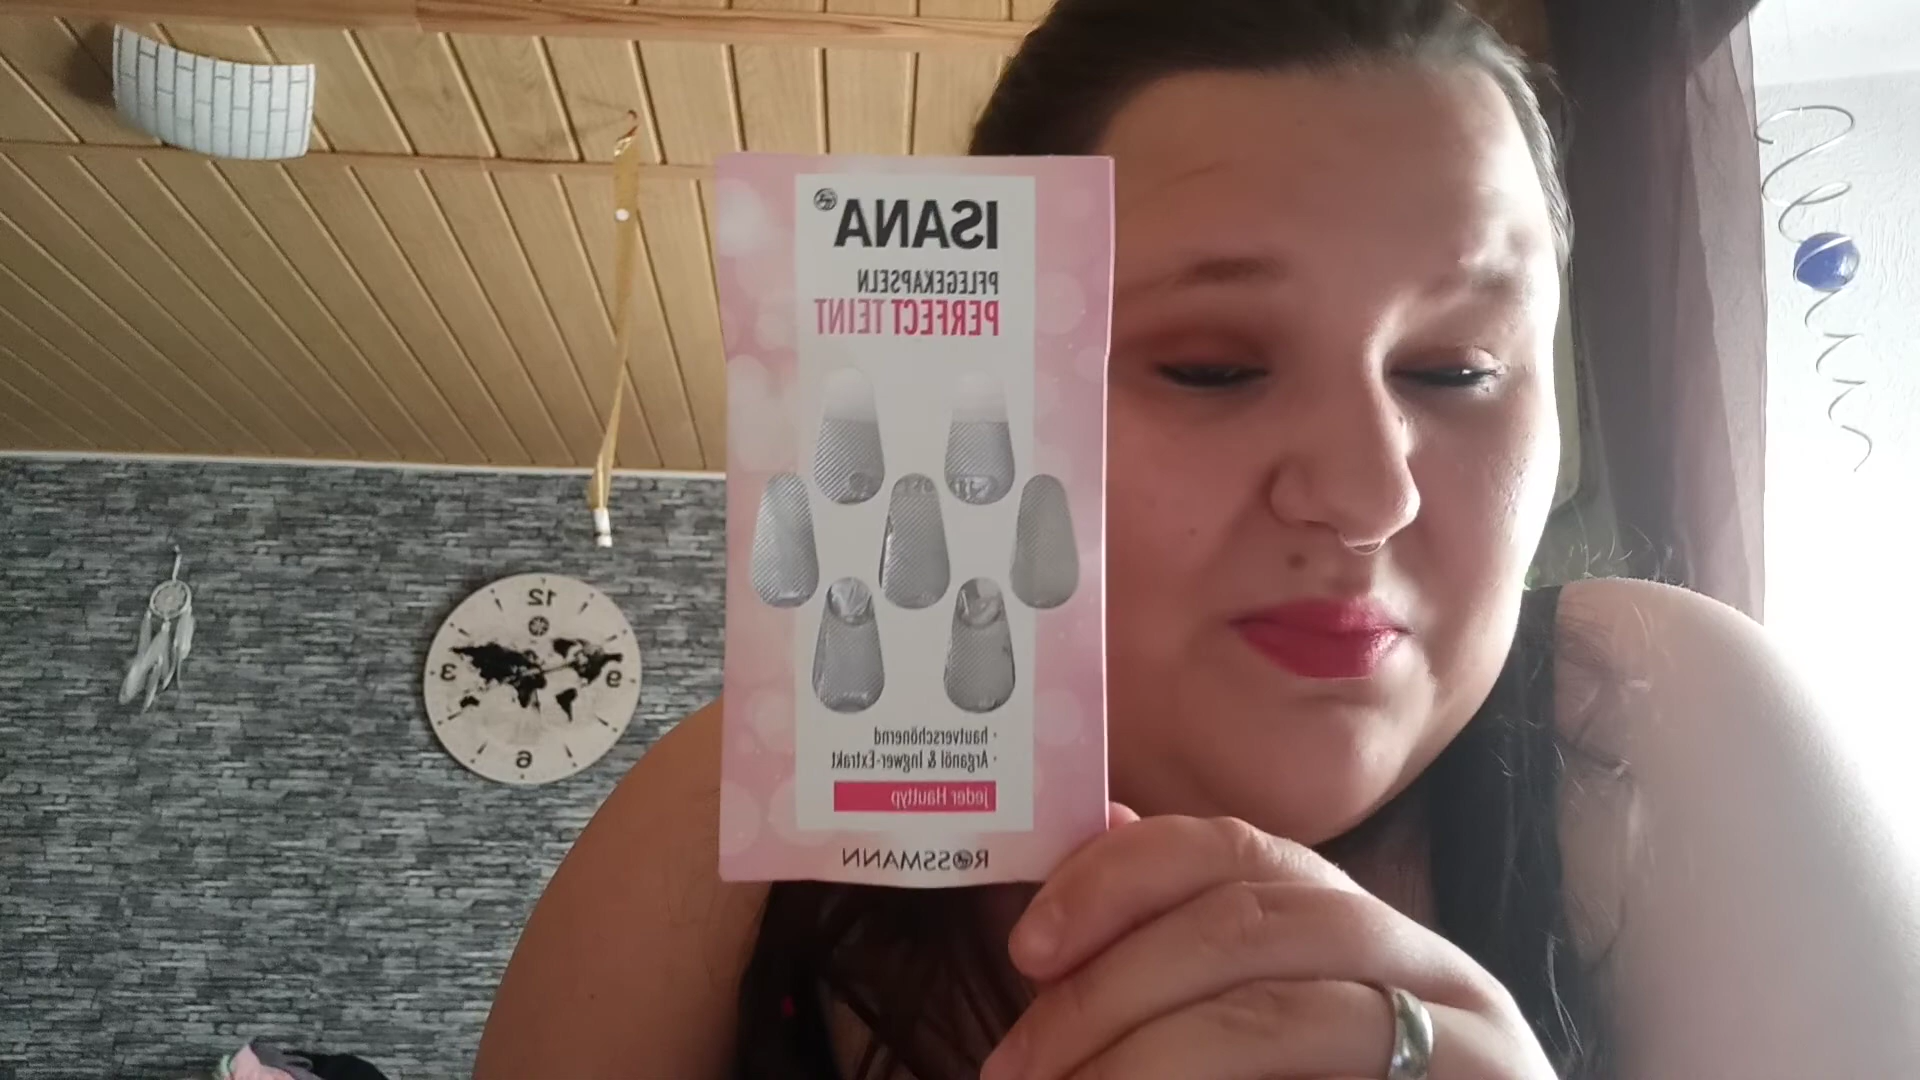 ISANA
PFLEGEKAPSELN
PERFECT TEINT
• hautverschönernd
• Arganöl & Ingwer-Extrakt
jeder Hauttyp
ROSSMANN
12
3
9
6